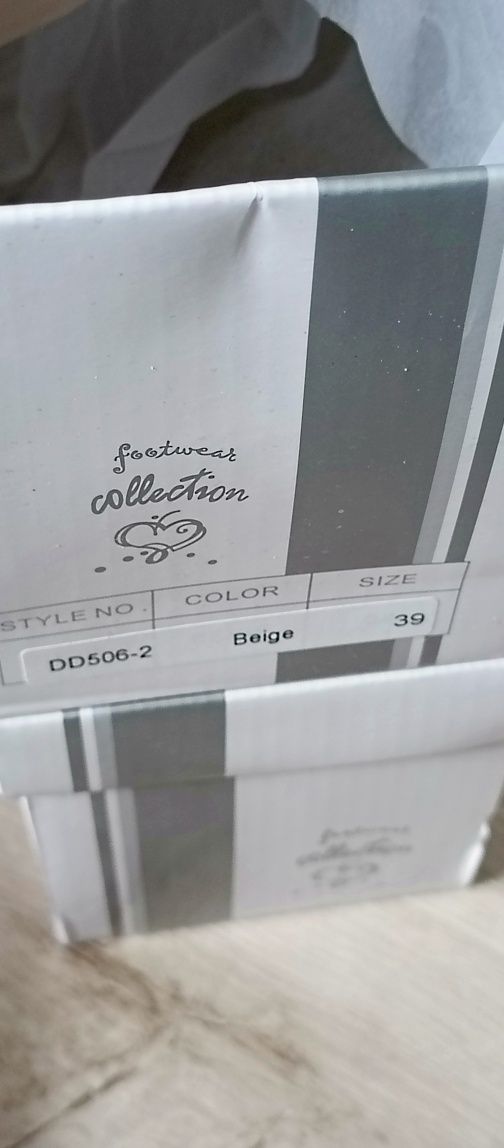 footwear
collection
STYLE NO. COLOR SIZE
DD506-2 Beige 39
footwear
collection